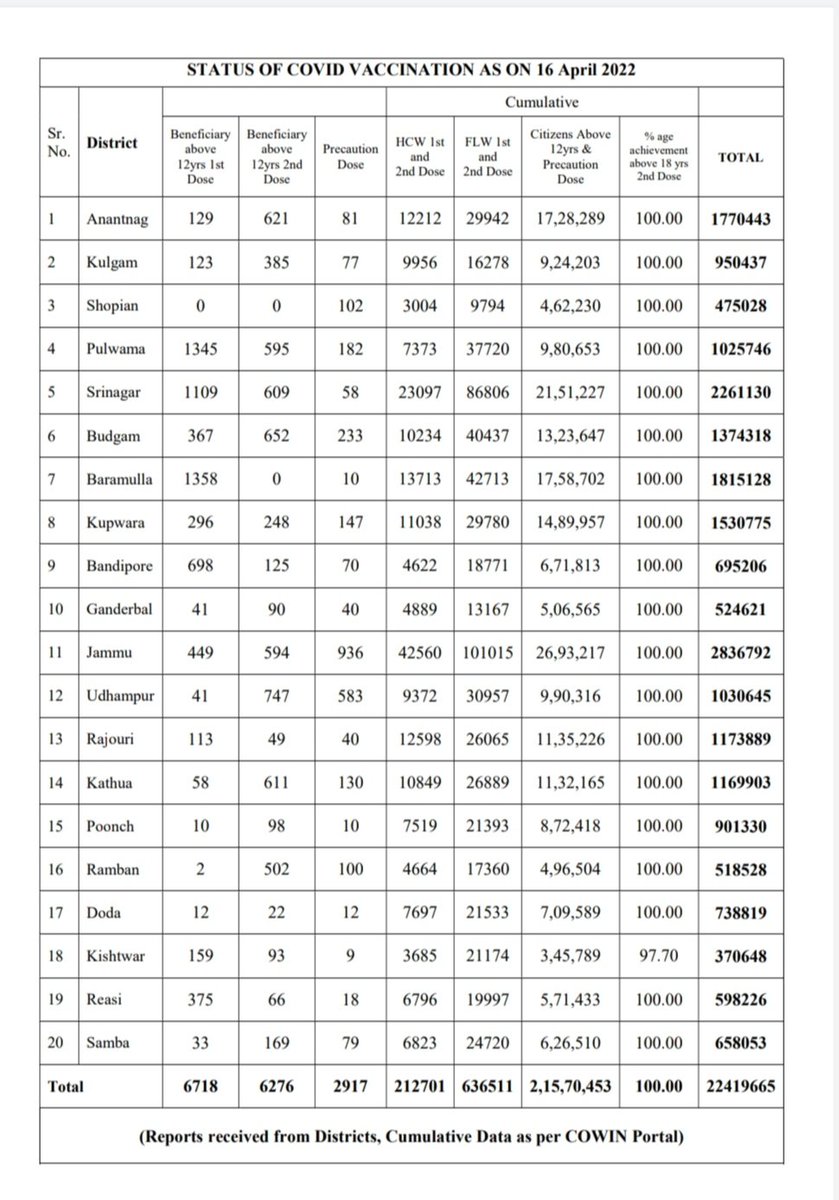 STATUS OF COVID VACCINATION AS ON 16 April 2022
Cumulative
Sr. No. District Beneficiary above 12yrs 1st Dose Beneficiary above 12yrs 2nd Dose Precaution Dose HCW 1st and 2nd Dose FLW 1st and 2nd Dose Citizens Above 12yrs & Precaution Dose % age achievement above 18 yrs 2nd Dose TOTAL
1 Anantnag 129 621 81 12212 29942 17,28,289 100.00 1770443
2 Kulgam 123 385 77 9956 16278 9,24,203 100.00 950437
3 Shopian 0 0 102 3004 9794 4,62,230 100.00 475028
4 Pulwama 1345 595 182 7373 37720 9,80,653 100.00 1025746
5 Srinagar 1109 609 58 23097 86806 21,51,227 100.00 2261130
6 Budgam 367 652 233 10234 40437 13,23,647 100.00 1374318
7 Baramulla 1358 0 10 13713 42713 17,58,702 100.00 1815128
8 Kupwara 296 248 147 11038 29780 14,89,957 100.00 1530775
9 Bandipore 698 125 70 4622 18771 6,71,813 100.00 695206
10 Ganderbal 41 90 40 4889 13167 5,06,565 100.00 524621
11 Jammu 449 594 936 42560 101015 26,93,217 100.00 2836792
12 Udhampur 41 747 583 9372 30957 9,90,316 100.00 1030645
13 Rajouri 113 49 40 12598 26065 11,35,226 100.00 1173889
14 Kathua 58 611 130 10849 26889 11,32,165 100.00 1169903
15 Poonch 10 98 10 7519 21393 8,72,418 100.00 901330
16 Ramban 2 502 100 4664 17360 4,96,504 100.00 518528
17 Doda 12 22 12 7697 21533 7,09,589 100.00 738819
18 Kishtwar 159 93 9 3685 21174 3,45,789 97.70 370648
19 Reasi 375 66 18 6796 19997 5,71,433 100.00 598226
20 Samba 33 169 79 6823 24720 6,26,510 100.00 658053
Total 6718 6276 2917 212701 636511 2,15,70,453 100.00 22419665
(Reports received from Districts, Cumulative Data as per COWIN Portal)